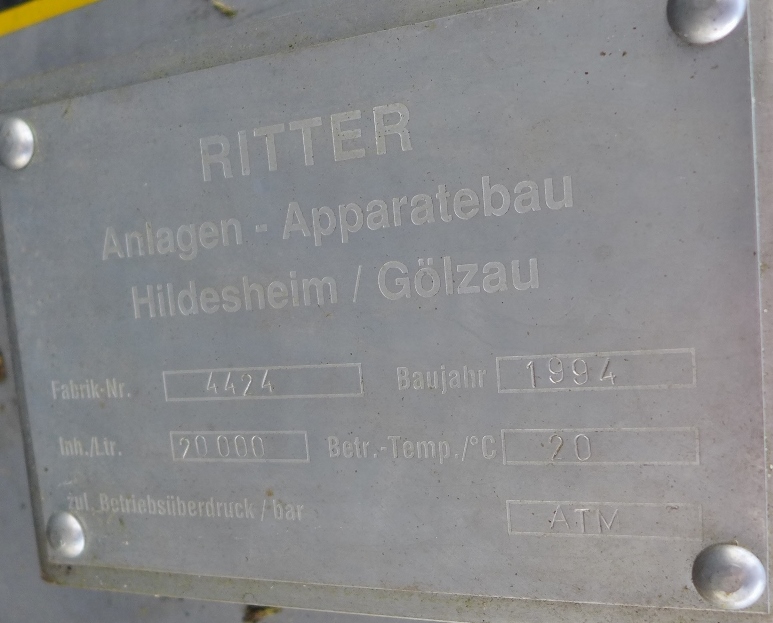 RITTER
Anlagen - Apparatebau
Hildesheim / Gölzau
Fabrik-Nr. 4424 Baujahr 1994
Inh./Ltr. 20 000 Betr.-Temp./°C 20
zul. Betriebsüberdruck / bar ATM